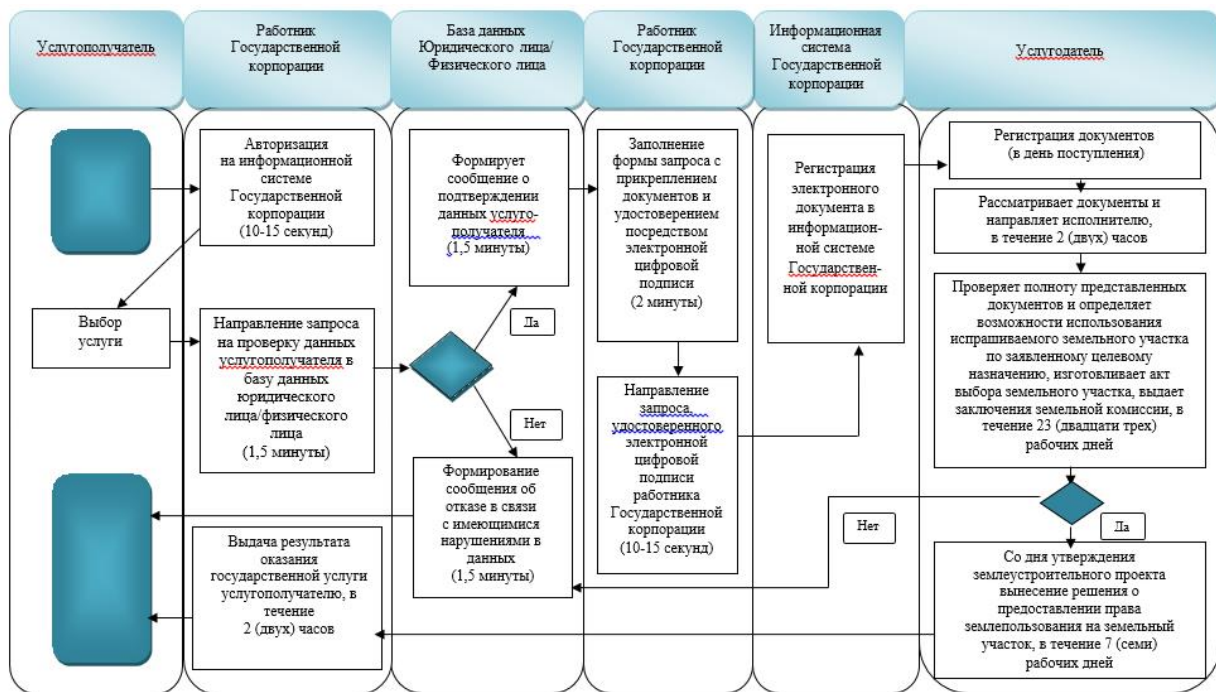 Услугополучатель
Работник
Государственной
корпорации
База данных
Юридического лица/
Физического лица
Работник
Государственной
корпорации
Информационная
система
Государственной
корпорации
Услугодатель
Авторизация
на информационной
системе
Государственной
корпорации
(10-15 секунд)
Выбор
услуги
Направление запроса
на проверку данных
услугополучателя в
базу данных
юридического
лица/физического
лица
(1,5 минуты)
Формирует
сообщение о
подтверждении
данных услуго-
получателя
(1,5 минуты)
Да
Нет
Формирование
сообщения об
отказе в связи
с имеющимися
нарушениями в
данных
(1,5 минуты)
Заполнение
формы запроса с
прикреплением
документов и
удостоверением
посредством
электронной
цифровой
подписи
(2 минуты)
Направление
запроса,
удостоверенного
электронной
цифровой
подписи
работника
Государственной
корпорации
(10-15 секунд)
Регистрация
электронного
документа в
информацион-
ной системе
Государствен-
ной корпорации
Регистрация документов
(в день поступления)
Рассматривает документы и
направляет исполнителю,
в течение 2 (двух) часов
Проверяет полноту представленных
документов и определяет
возможности использования
испрашиваемого земельного участка
по заявленному целевому
назначению, изготовливает акт
выбора земельного участка, выдает
заключения земельной комиссии, в
течение 23 (двадцати трех)
рабочих дней
Нет
Да
Со дня утверждения
землеустроительного проекта
вынесение решения о
предоставлении права
землепользования на земельный
участок, в течение 7 (семи)
рабочих дней
Выдача результата
оказания
государственной услуги
услугополучателю, в
течение
2 (двух) часов